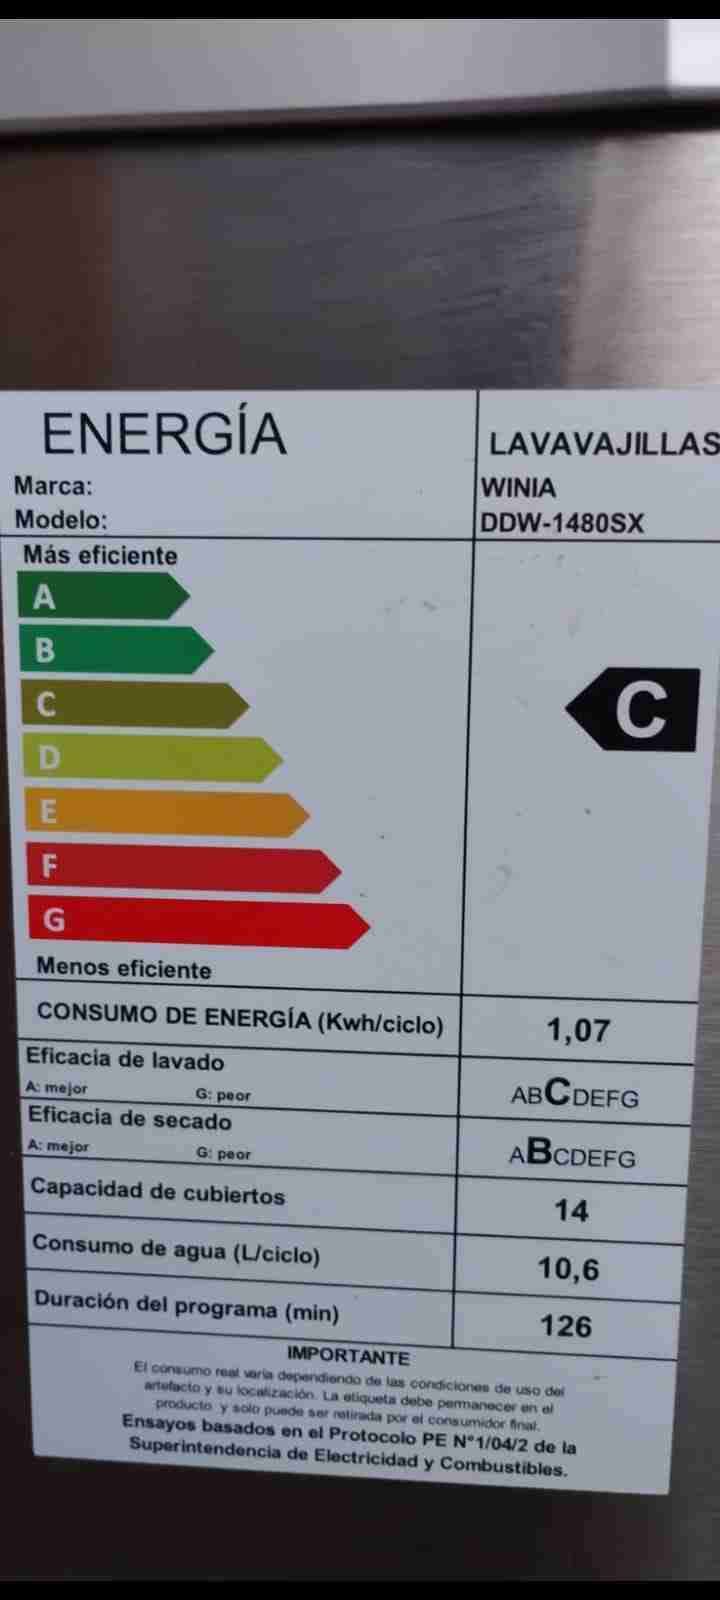 ENERGÍA
LAVAVAJILLAS
Marca:
WINIA
Modelo:
DDW-1480SX
Más eficiente
A
B
C
D
E
F
G
C
Menos eficiente
CONSUMO DE ENERGÍA (Kwh/ciclo)
1,07
Eficacia de lavado
A: mejor G: peor
ABCDEFG
Eficacia de secado
A: mejor G: peor
ABCDEFG
Capacidad de cubiertos
14
Consumo de agua (L/ciclo)
10,6
Duración del programa (min)
126
IMPORTANTE
El consumo real varía dependiendo de las condiciones de uso del
artefacto y su localización. La etiqueta debe permanecer en el
producto y solo puede ser retirada por el consumidor final.
Ensayos basados en el Protocolo PE N°1/04/2 de la
Superintendencia de Electricidad y Combustibles.